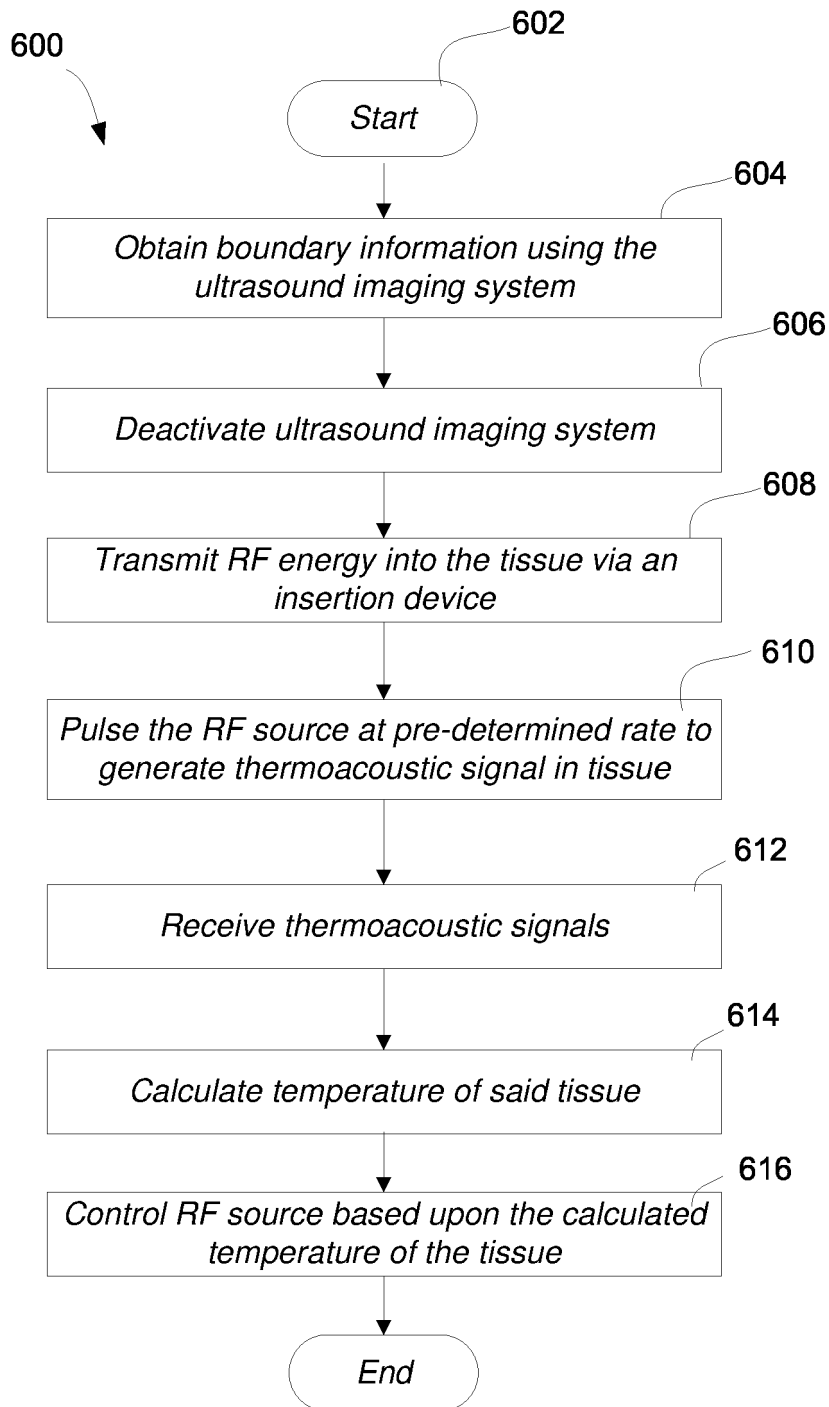 602
600
Start
604
Obtain boundary information using the
ultrasound imaging system
606
Deactivate ultrasound imaging system
608
Transmit RF energy into the tissue via an
insertion device
610
Pulse the RF source at pre-determined rate to
generate thermoacoustic signal in tissue
612
Receive thermoacoustic signals
614
Calculate temperature of said tissue
616
Control RF source based upon the calculated
temperature of the tissue
End